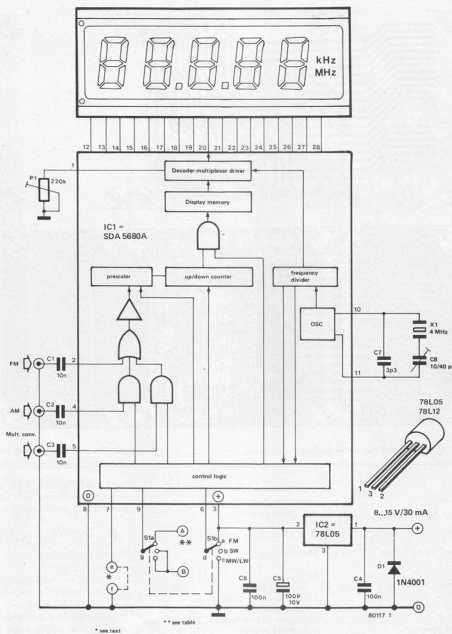 kHz
MHz
12 13 14 15 16 17 18 19 20 21 22 23 24 25 26 27 28
1
P1
220k
Decoder-multiplexer driver
Display memory
IC1 =
SDA 5680A
prescaler
up/down counter
frequency
divider
OSC
10
11
X1
4 MHz
C7
3p3
C8
10/40 p
FM
C1
10n
2
AM
C2
10n
4
Mult. conv.
C3
10n
5
78L05
78L12
1
3
2
control logic
0
+
8 7 9 6 3
S1a
A
**
B
g
S1b
a FM
b SW
c MW/LW
d
e
*
f
2
IC2 =
78L05
1
3
8...15 V/30 mA
+
C6
100n
C5
100µ
10V
C4
100n
D1
1N4001
80117 1
0
* see text
** see table